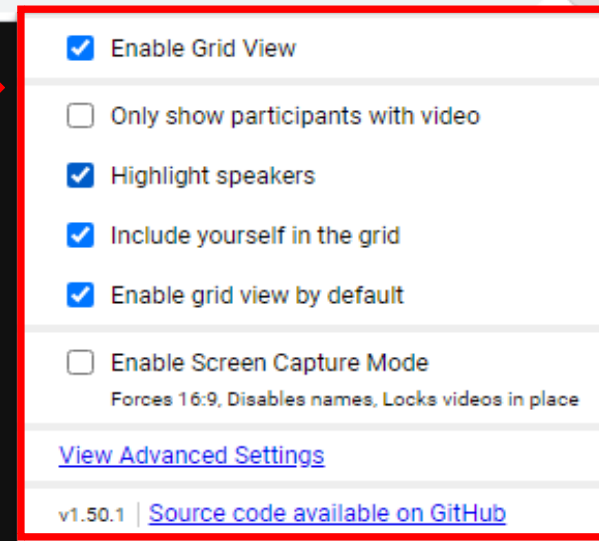 Enable Grid View
Only show participants with video
Highlight speakers
Include yourself in the grid
Enable grid view by default
Enable Screen Capture Mode
Forces 16:9, Disables names, Locks videos in place
View Advanced Settings
v1.50.1 | Source code available on GitHub